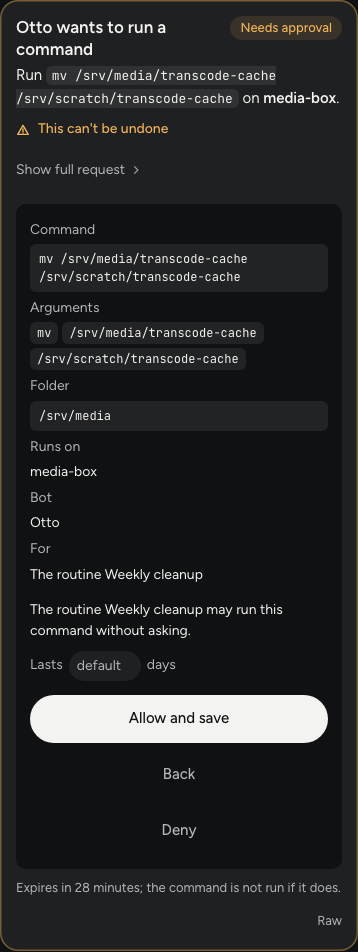 Otto wants to run a
command
Needs approval
Run mv /srv/media/transcode-cache
/srv/scratch/transcode-cache on media-box.
This can't be undone
Show full request
Command
mv /srv/media/transcode-cache
/srv/scratch/transcode-cache
Arguments
mv /srv/media/transcode-cache
/srv/scratch/transcode-cache
Folder
/srv/media
Runs on
media-box
Bot
Otto
For
The routine Weekly cleanup
The routine Weekly cleanup may run this
command without asking.
Lasts default days
Allow and save
Back
Deny
Expires in 28 minutes; the command is not run if it does.
Raw